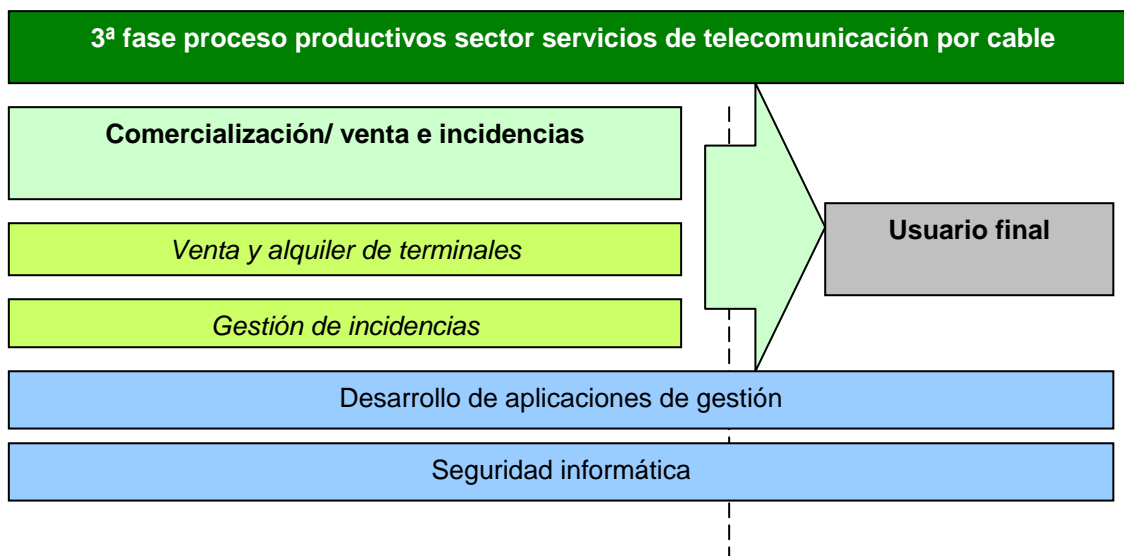 3ª fase proceso productivos sector servicios de telecomunicación por cable
Comercialización/ venta e incidencias
Usuario final
Venta y alquiler de terminales
Gestión de incidencias
Desarrollo de aplicaciones de gestión
Seguridad informática